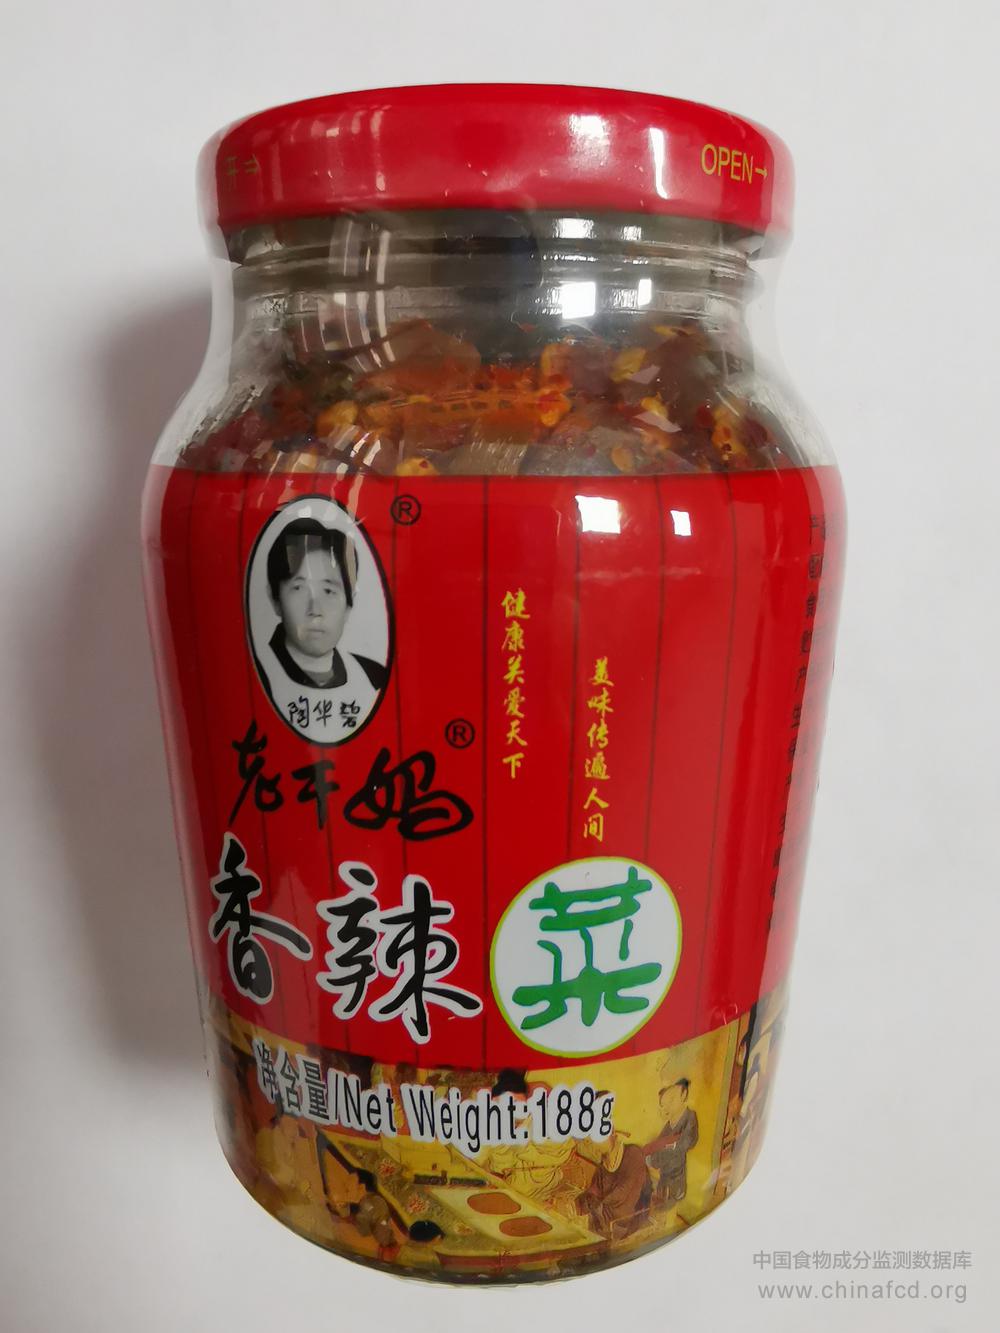 OPEN→
®
陶华碧
老干妈®
健康关爱天下
美味传遍人间
香辣菜
净含量/Net Weight:188g
中国食物成分监测数据库
www.chinafcd.org